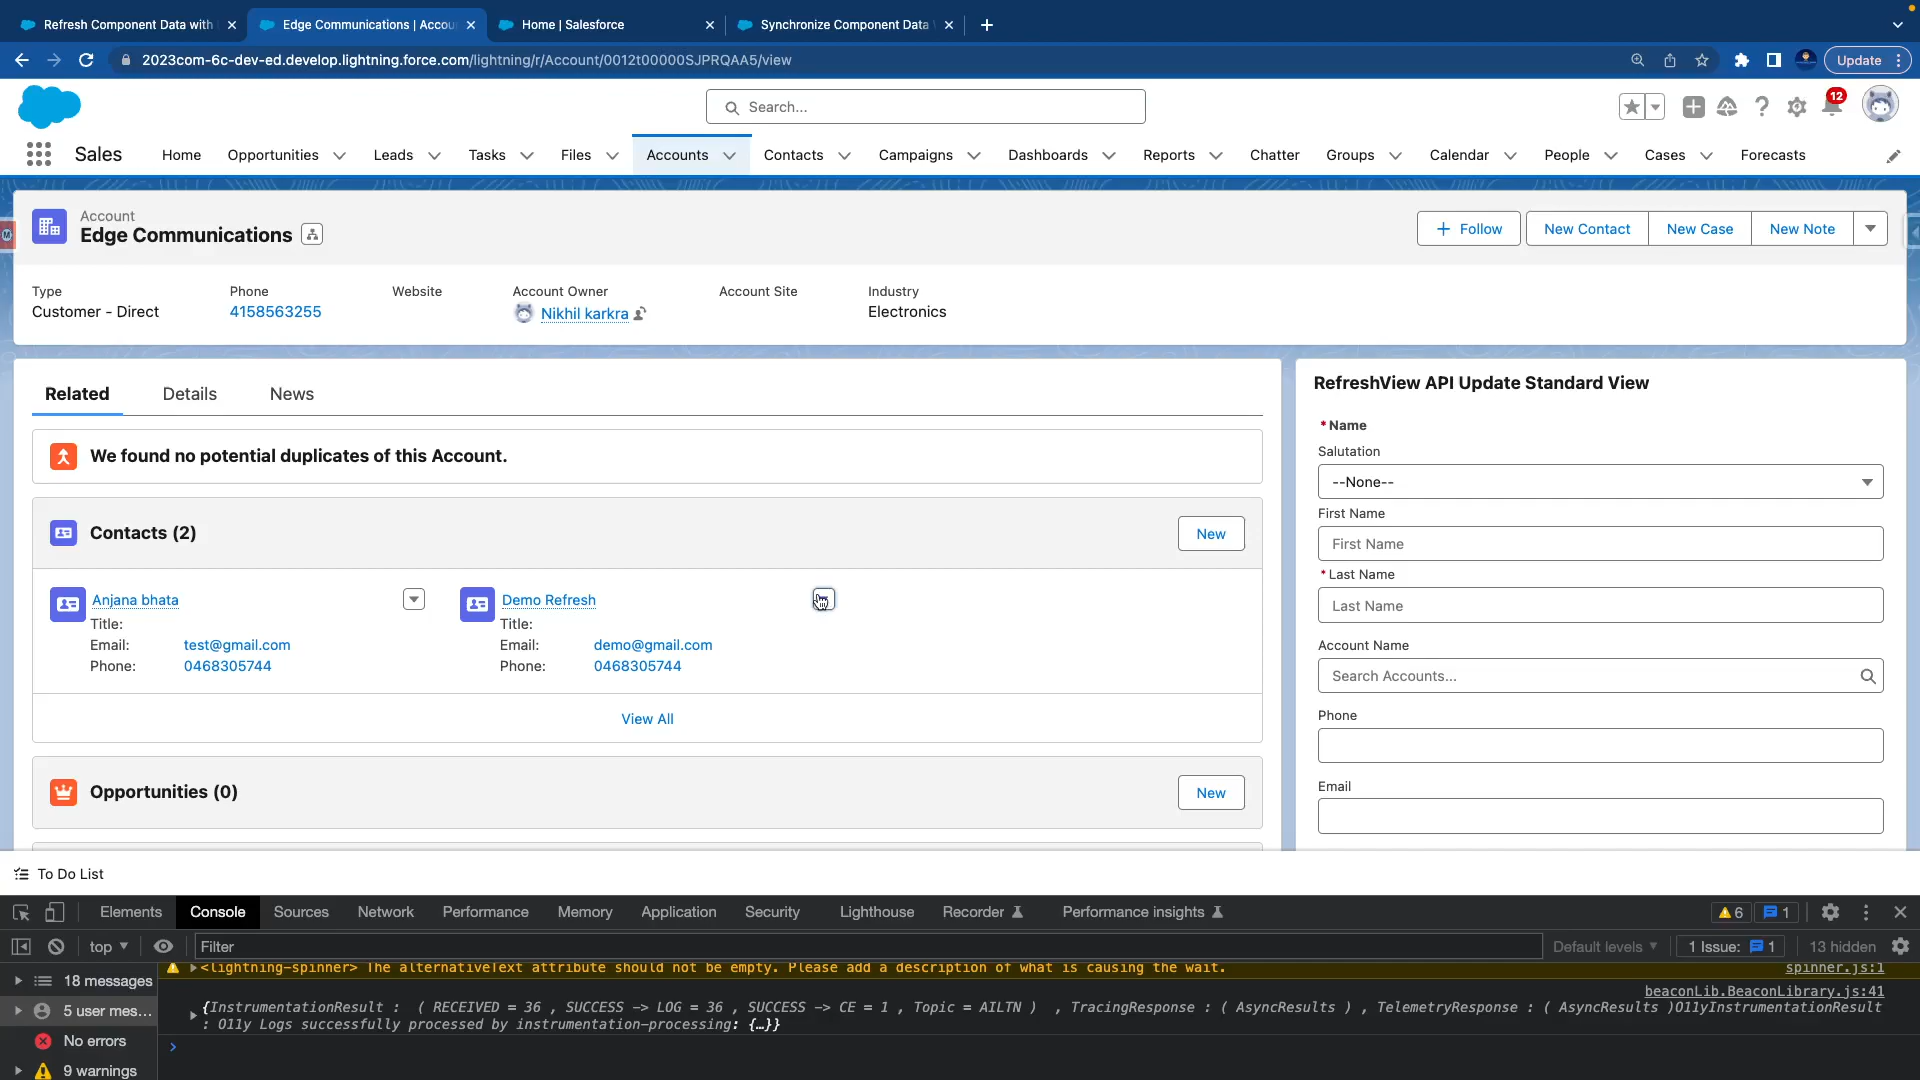 Refresh Component Data with
Edge Communications | Accou
Home | Salesforce
Synchronize Component Data
2023com-6c-dev-ed.develop.lightning.force.com/lightning/r/Account/0012t00000SJPRQAA5/view
Update
Search...
12
Sales
Home
Opportunities
Leads
Tasks
Files
Accounts
Contacts
Campaigns
Dashboards
Reports
Chatter
Groups
Calendar
People
Cases
Forecasts
Account
Edge Communications
Follow
New Contact
New Case
New Note
Type
Customer - Direct
Phone
4158563255
Website
Account Owner
Nikhil karkra
Account Site
Industry
Electronics
Related
Details
News
We found no potential duplicates of this Account.
Contacts (2)
New
Anjana bhata
Title:
Email: test@gmail.com
Phone: 0468305744
Demo Refresh
Title:
Email: demo@gmail.com
Phone: 0468305744
View All
Opportunities (0)
New
RefreshView API Update Standard View
*Name
Salutation
--None--
First Name
First Name
*Last Name
Last Name
Account Name
Search Accounts...
Phone
Email
To Do List
Elements
Console
Sources
Network
Performance
Memory
Application
Security
Lighthouse
Recorder
Performance insights
6
1
top
Filter
Default levels
1 Issue: 1
13 hidden
18 messages
5 user mes...
No errors
9 warnings
<lightning-spinner> The alternativeText attribute should not be empty. Please add a description of what is causing the wait.
spinner.js:1
beaconLib.BeaconLibrary.js:41
{InstrumentationResult : ( RECEIVED = 36 , SUCCESS -> LOG = 36 , SUCCESS -> CE = 1 , Topic = AILTN ) , TracingResponse : ( AsyncResults ) , TelemetryResponse : ( AsyncResults )O11yInstrumentationResult
: O11y Logs successfully processed by instrumentation-processing: {…}}